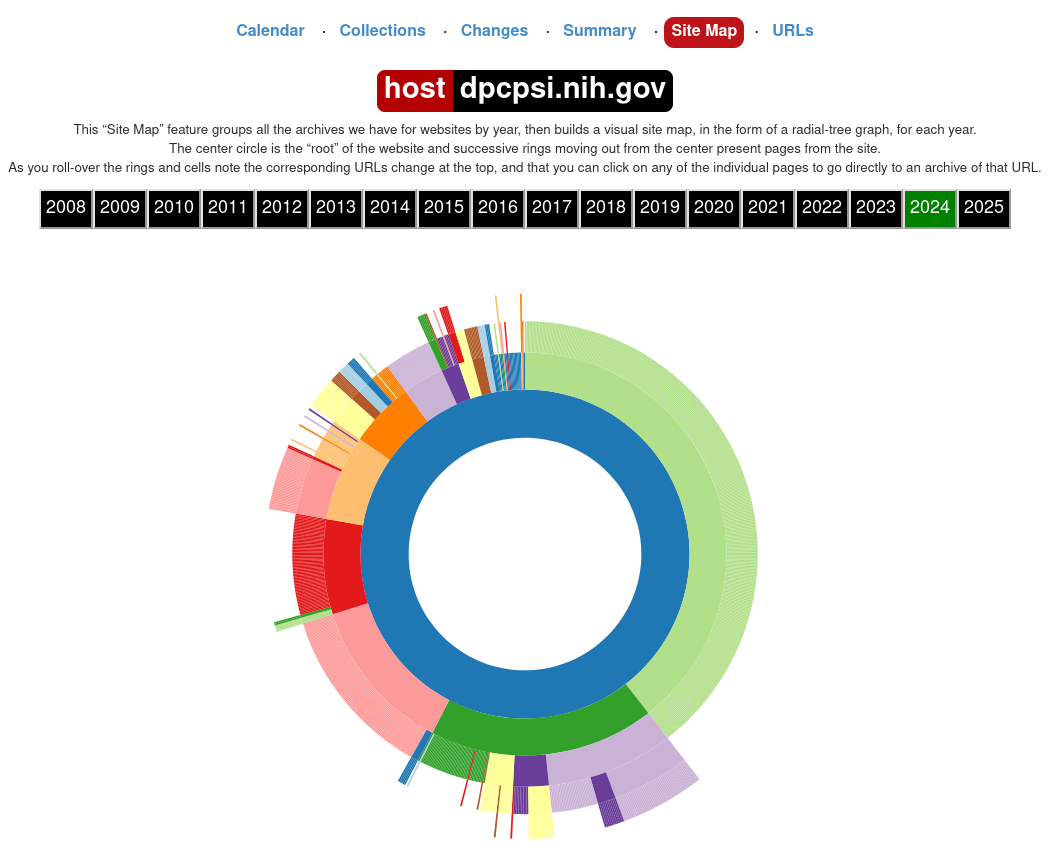 Calendar · Collections · Changes · Summary · Site Map · URLs
host dpcpsi.nih.gov
This “Site Map” feature groups all the archives we have for websites by year, then builds a visual site map, in the form of a radial-tree graph, for each year.
The center circle is the “root” of the website and successive rings moving out from the center present pages from the site.
As you roll-over the rings and cells note the corresponding URLs change at the top, and that you can click on any of the individual pages to go directly to an archive of that URL.
2008 2009 2010 2011 2012 2013 2014 2015 2016 2017 2018 2019 2020 2021 2022 2023 2024 2025